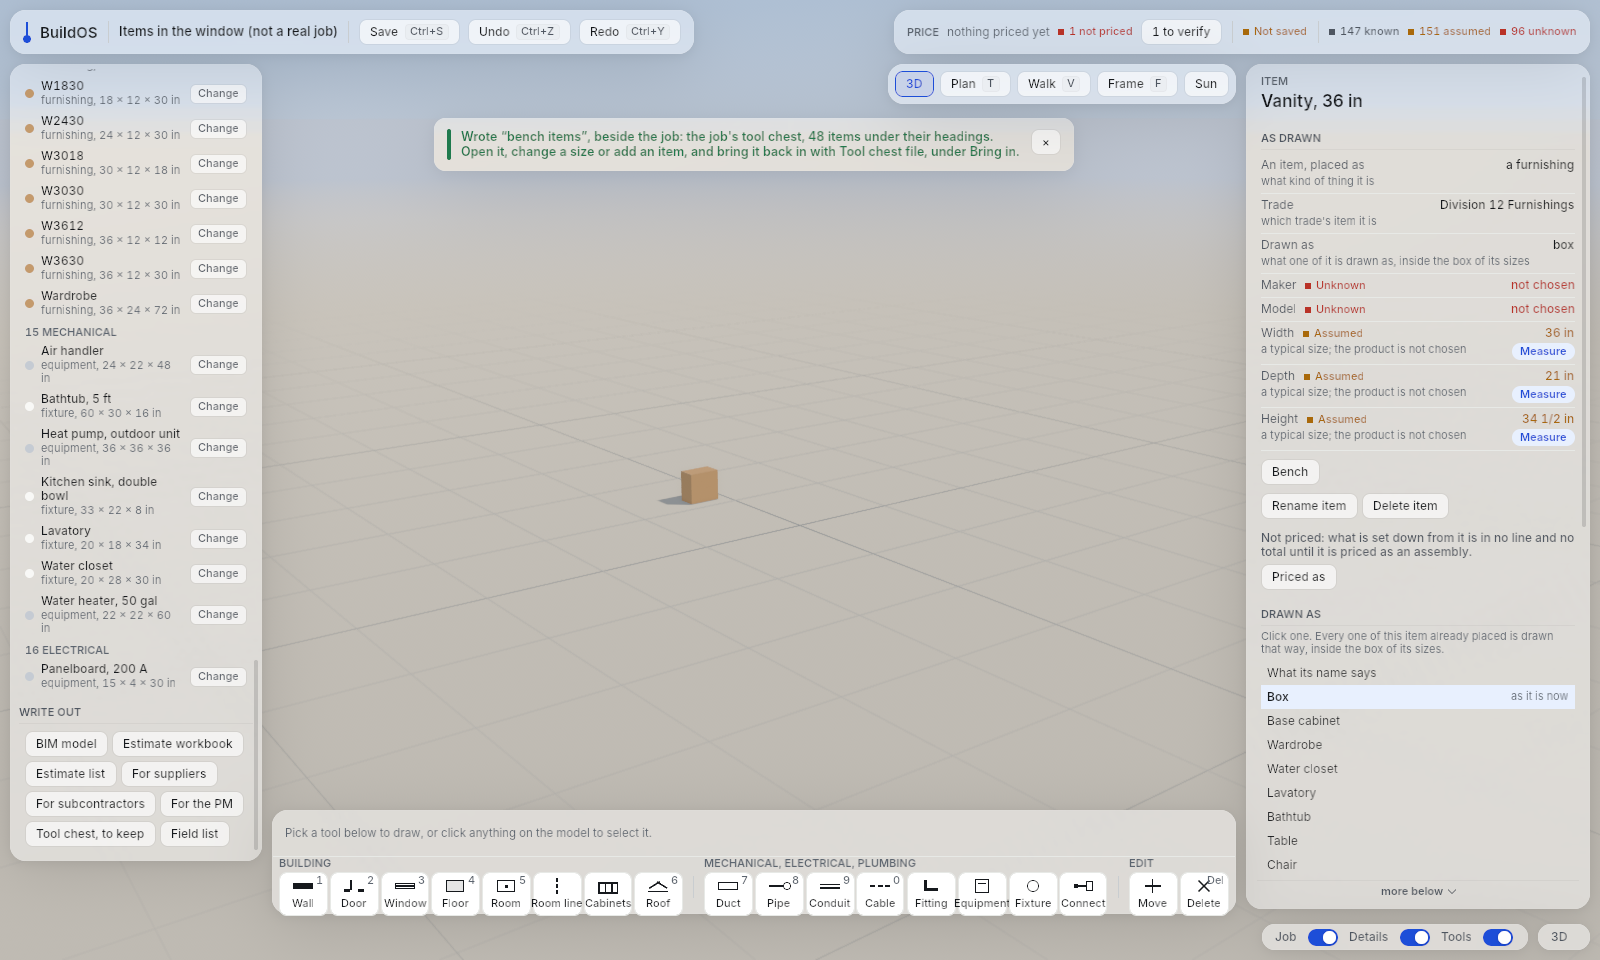 BuildOS
Items in the window (not a real job)
Save Ctrl+S
Undo Ctrl+Z
Redo Ctrl+Y
PRICE nothing priced yet 1 not priced 1 to verify Not saved 147 known 151 assumed 96 unknown
3D
Plan T
Walk V
Frame F
Sun
Wrote “bench items”, beside the job: the job's tool chest, 48 items under their headings.
Open it, change a size or add an item, and bring it back in with Tool chest file, under Bring in.
×
W1830
furnishing, 18 × 12 × 30 in
Change
W2430
furnishing, 24 × 12 × 30 in
Change
W3018
furnishing, 30 × 12 × 18 in
Change
W3030
furnishing, 30 × 12 × 30 in
Change
W3612
furnishing, 36 × 12 × 12 in
Change
W3630
furnishing, 36 × 12 × 30 in
Change
Wardrobe
furnishing, 36 × 24 × 72 in
Change
15 MECHANICAL
Air handler
equipment, 24 × 22 × 48
in
Change
Bathtub, 5 ft
fixture, 60 × 30 × 16 in
Change
Heat pump, outdoor unit
equipment, 36 × 36 × 36
in
Change
Kitchen sink, double
bowl
fixture, 33 × 22 × 8 in
Change
Lavatory
fixture, 20 × 18 × 34 in
Change
Water closet
fixture, 20 × 28 × 30 in
Change
Water heater, 50 gal
equipment, 22 × 22 × 60
in
Change
16 ELECTRICAL
Panelboard, 200 A
equipment, 15 × 4 × 30 in
Change
WRITE OUT
BIM model
Estimate workbook
Estimate list
For suppliers
For subcontractors
For the PM
Tool chest, to keep
Field list
Pick a tool below to draw, or click anything on the model to select it.
BUILDING
Wall 1
Door 2
Window 3
Floor 4
Room 5
Room line
Cabinets
Roof 6
MECHANICAL, ELECTRICAL, PLUMBING
Duct 7
Pipe 8
Conduit 9
Cable 0
Fitting
Equipment
Fixture
Connect
EDIT
Move
Delete Del
ITEM
Vanity, 36 in
AS DRAWN
An item, placed as a furnishing
what kind of thing it is
Trade Division 12 Furnishings
which trade's item it is
Drawn as box
what one of it is drawn as, inside the box of its sizes
Maker Unknown not chosen
Model Unknown not chosen
Width Assumed 36 in
a typical size; the product is not chosen Measure
Depth Assumed 21 in
a typical size; the product is not chosen Measure
Height Assumed 34 1/2 in
a typical size; the product is not chosen Measure
Bench
Rename item
Delete item
Not priced: what is set down from it is in no line and no
total until it is priced as an assembly.
Priced as
DRAWN AS
Click one. Every one of this item already placed is drawn
that way, inside the box of its sizes.
What its name says
Box as it is now
Base cabinet
Wardrobe
Water closet
Lavatory
Bathtub
Table
Chair
more below
Job
Details
Tools
3D